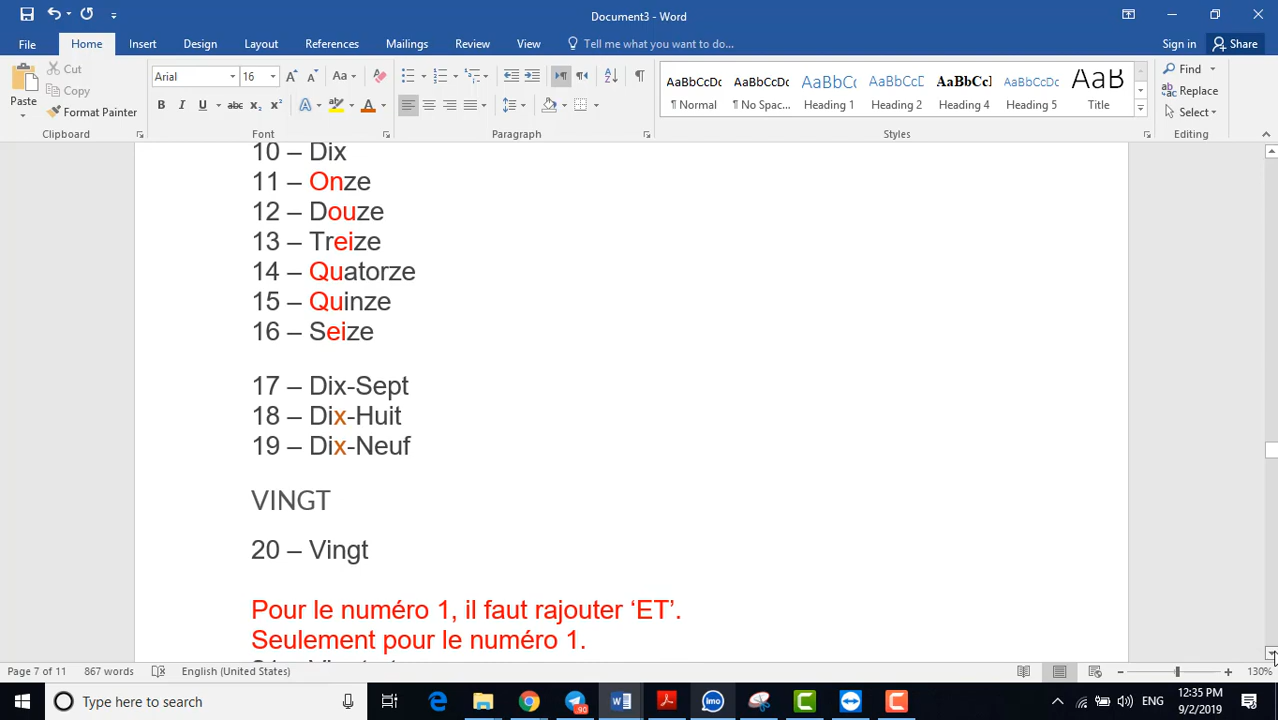 Document3 - Word
File Home Insert Design Layout References Mailings Review View Tell me what you want to do... Sign in Share
Paste Cut Copy Format Painter Clipboard
Arial 16 Font
Paragraph
AaBbCcDc ¶ Normal AaBbCcDc ¶ No Spac... AaBbCc Heading 1 AaBbCcD Heading 2 AaBbCcI Heading 4 AaBbCcDc Heading 5 AaB Title Styles
Find Replace Select Editing
10 – Dix
11 – Onze
12 – Douze
13 – Treize
14 – Quatorze
15 – Quinze
16 – Seize
17 – Dix-Sept
18 – Dix-Huit
19 – Dix-Neuf
VINGT
20 – Vingt
Pour le numéro 1, il faut rajouter ‘ET’.
Seulement pour le numéro 1.
Page 7 of 11 867 words English (United States) 130%
Type here to search imo 90 ENG 12:35 PM
9/2/2019